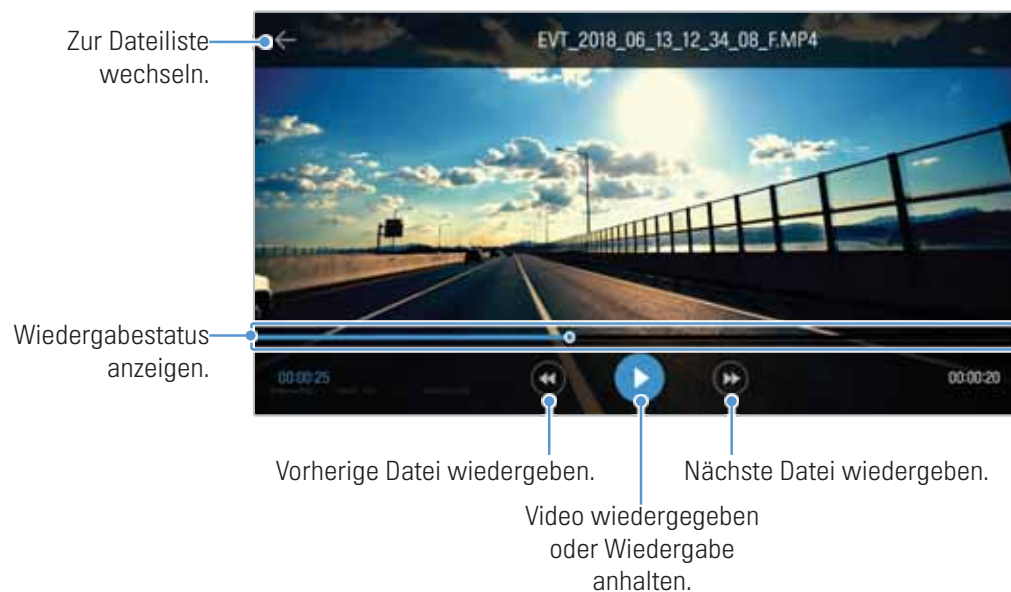 Zur Dateiliste
wechseln.
EVT_2018_06_13_12_34_08_F.MP4
Wiedergabestatus
anzeigen.
00:00:25
00:00:20
Vorherige Datei wiedergeben.
Nächste Datei wiedergeben.
Video wiedergegeben
oder Wiedergabe
anhalten.